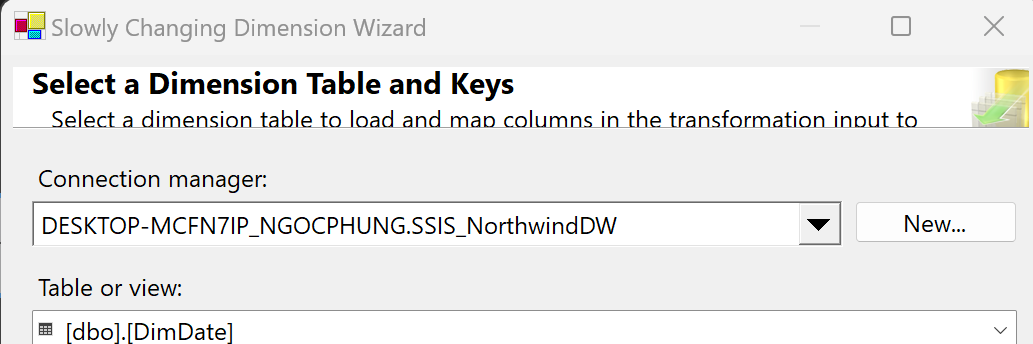 Slowly Changing Dimension Wizard
Select a Dimension Table and Keys
Select a dimension table to load and map columns in the transformation input to
Connection manager:
DESKTOP-MCFN7IP_NGOCPHUNG.SSIS_NorthwindDW
New...
Table or view:
[dbo].[DimDate]